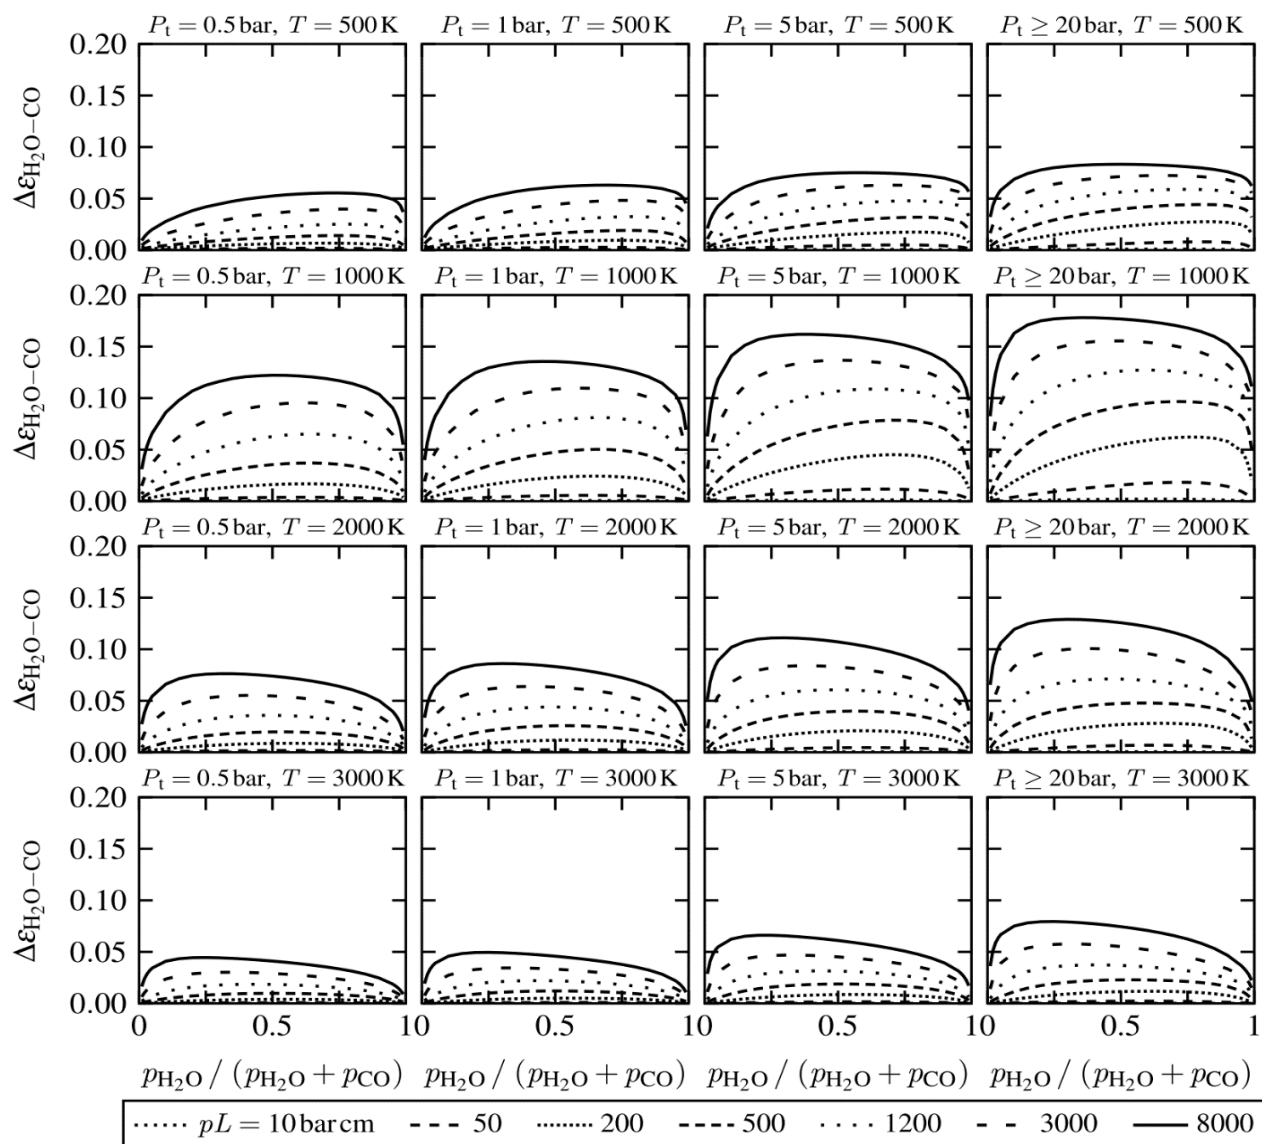 P_t = 0.5 bar, T = 500 K P_t = 1 bar, T = 500 K P_t = 5 bar, T = 500 K P_t ≥ 20 bar, T = 500 K
0.20
0.15
0.10
0.05
0.00
Δε_H₂O−CO
P_t = 0.5 bar, T = 1000 K P_t = 1 bar, T = 1000 K P_t = 5 bar, T = 1000 K P_t ≥ 20 bar, T = 1000 K
0.20
0.15
0.10
0.05
0.00
Δε_H₂O−CO
P_t = 0.5 bar, T = 2000 K P_t = 1 bar, T = 2000 K P_t = 5 bar, T = 2000 K P_t ≥ 20 bar, T = 2000 K
0.20
0.15
0.10
0.05
0.00
Δε_H₂O−CO
P_t = 0.5 bar, T = 3000 K P_t = 1 bar, T = 3000 K P_t = 5 bar, T = 3000 K P_t ≥ 20 bar, T = 3000 K
0.20
0.15
0.10
0.05
0.00
Δε_H₂O−CO
0 0.5 10 0.5 10 0.5 10 0.5 1
p_H₂O / (p_H₂O + p_CO) p_H₂O / (p_H₂O + p_CO) p_H₂O / (p_H₂O + p_CO) p_H₂O / (p_H₂O + p_CO)
pL = 10 bar cm 50 200 500 1200 3000 8000